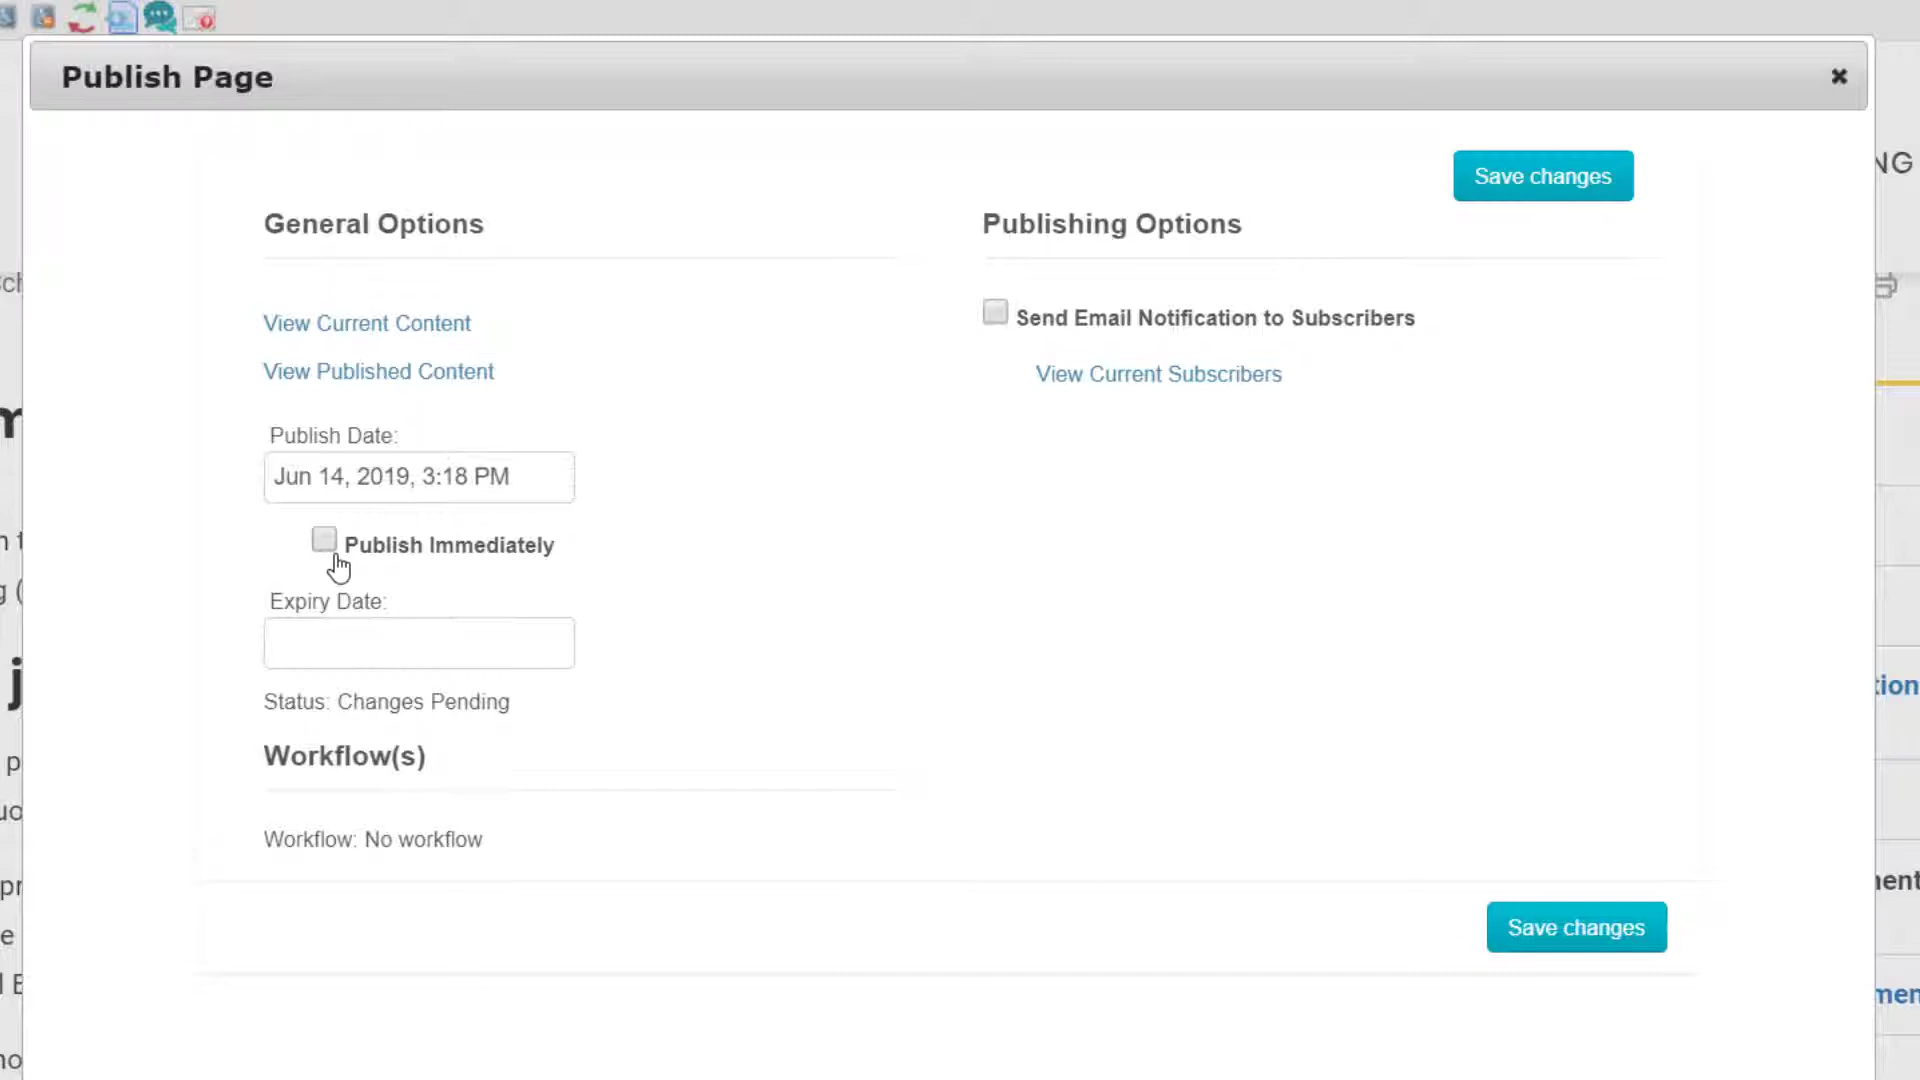 Publish Page
Save changes
General Options
Publishing Options
View Current Content
View Published Content
Send Email Notification to Subscribers
View Current Subscribers
Publish Date:
Jun 14, 2019, 3:18 PM
Publish Immediately
Expiry Date:
Status: Changes Pending
Workflow(s)
Workflow: No workflow
Save changes